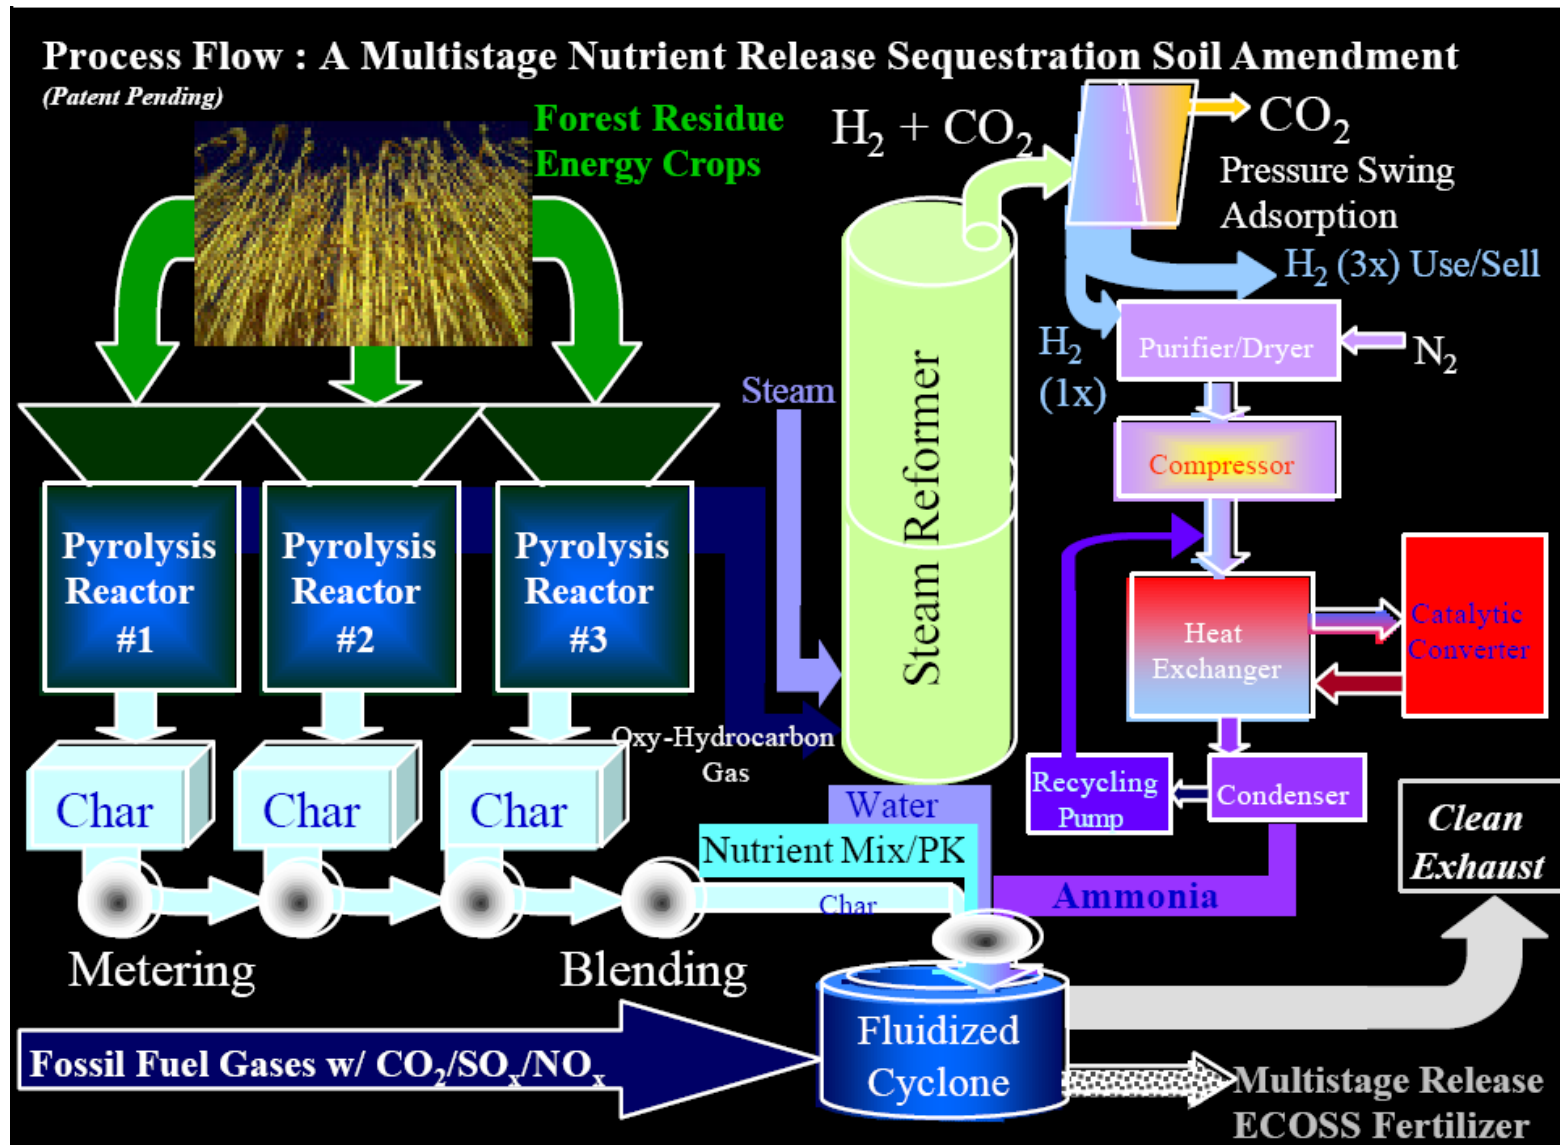 Process Flow : A Multistage Nutrient Release Sequestration Soil Amendment
(Patent Pending)
Forest Residue
Energy Crops
H₂ + CO₂
CO₂
Pressure Swing
Adsorption
H₂ (3x) Use/Sell
H₂
(1x)
Purifier/Dryer
N₂
Steam
Compressor
Steam Reformer
Pyrolysis
Reactor
#1
Pyrolysis
Reactor
#2
Pyrolysis
Reactor
#3
Heat
Exchanger
Catalytic
Converter
Oxy-Hydrocarbon
Gas
Char
Char
Char
Recycling
Pump
Condenser
Water
Nutrient Mix/PK
Char
Ammonia
Clean
Exhaust
Metering
Blending
Fossil Fuel Gases w/ CO₂/SOₓ/NOₓ
Fluidized
Cyclone
Multistage Release
ECOSS Fertilizer